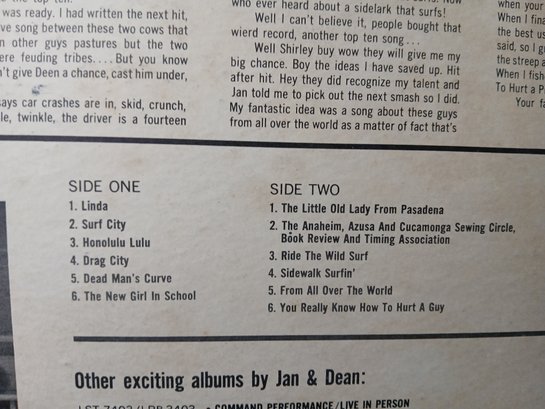 was ready. I had written the next hit,
ve song between these two cows that
n other guys pastures but the two
ere feuding tribes.... But you know
n't give Deen a chance, cast him under,
says car crashes are in, skid, crunch,
le, twinkle, the driver is a fourteen
who ever heard about a sidelark that surfs!
Well I can't believe it, people bought that
wierd record, another top ten song...
Well Shirley buy wow they will give me my
big chance. Boy the ideas I have saved up. Hit
after hit. Hey they did recognize my talent and
Jan told me to pick out the next smash so I did.
My fantastic idea was a song about these guys
from all over the world as a matter of fact that's
when your
When I fina
the best us
said, so I g
the streep a
When I fish
To Hurt a P
Your fa
SIDE ONE
1. Linda
2. Surf City
3. Honolulu Lulu
4. Drag City
5. Dead Man's Curve
6. The New Girl In School
SIDE TWO
1. The Little Old Lady From Pasadena
2. The Anaheim, Azusa And Cucamonga Sewing Circle,
Book Review And Timing Association
3. Ride The Wild Surf
4. Sidewalk Surfin'
5. From All Over The World
6. You Really Know How To Hurt A Guy
Other exciting albums by Jan & Dean:
• COMMAND PERFORMANCE/LIVE IN PERSON